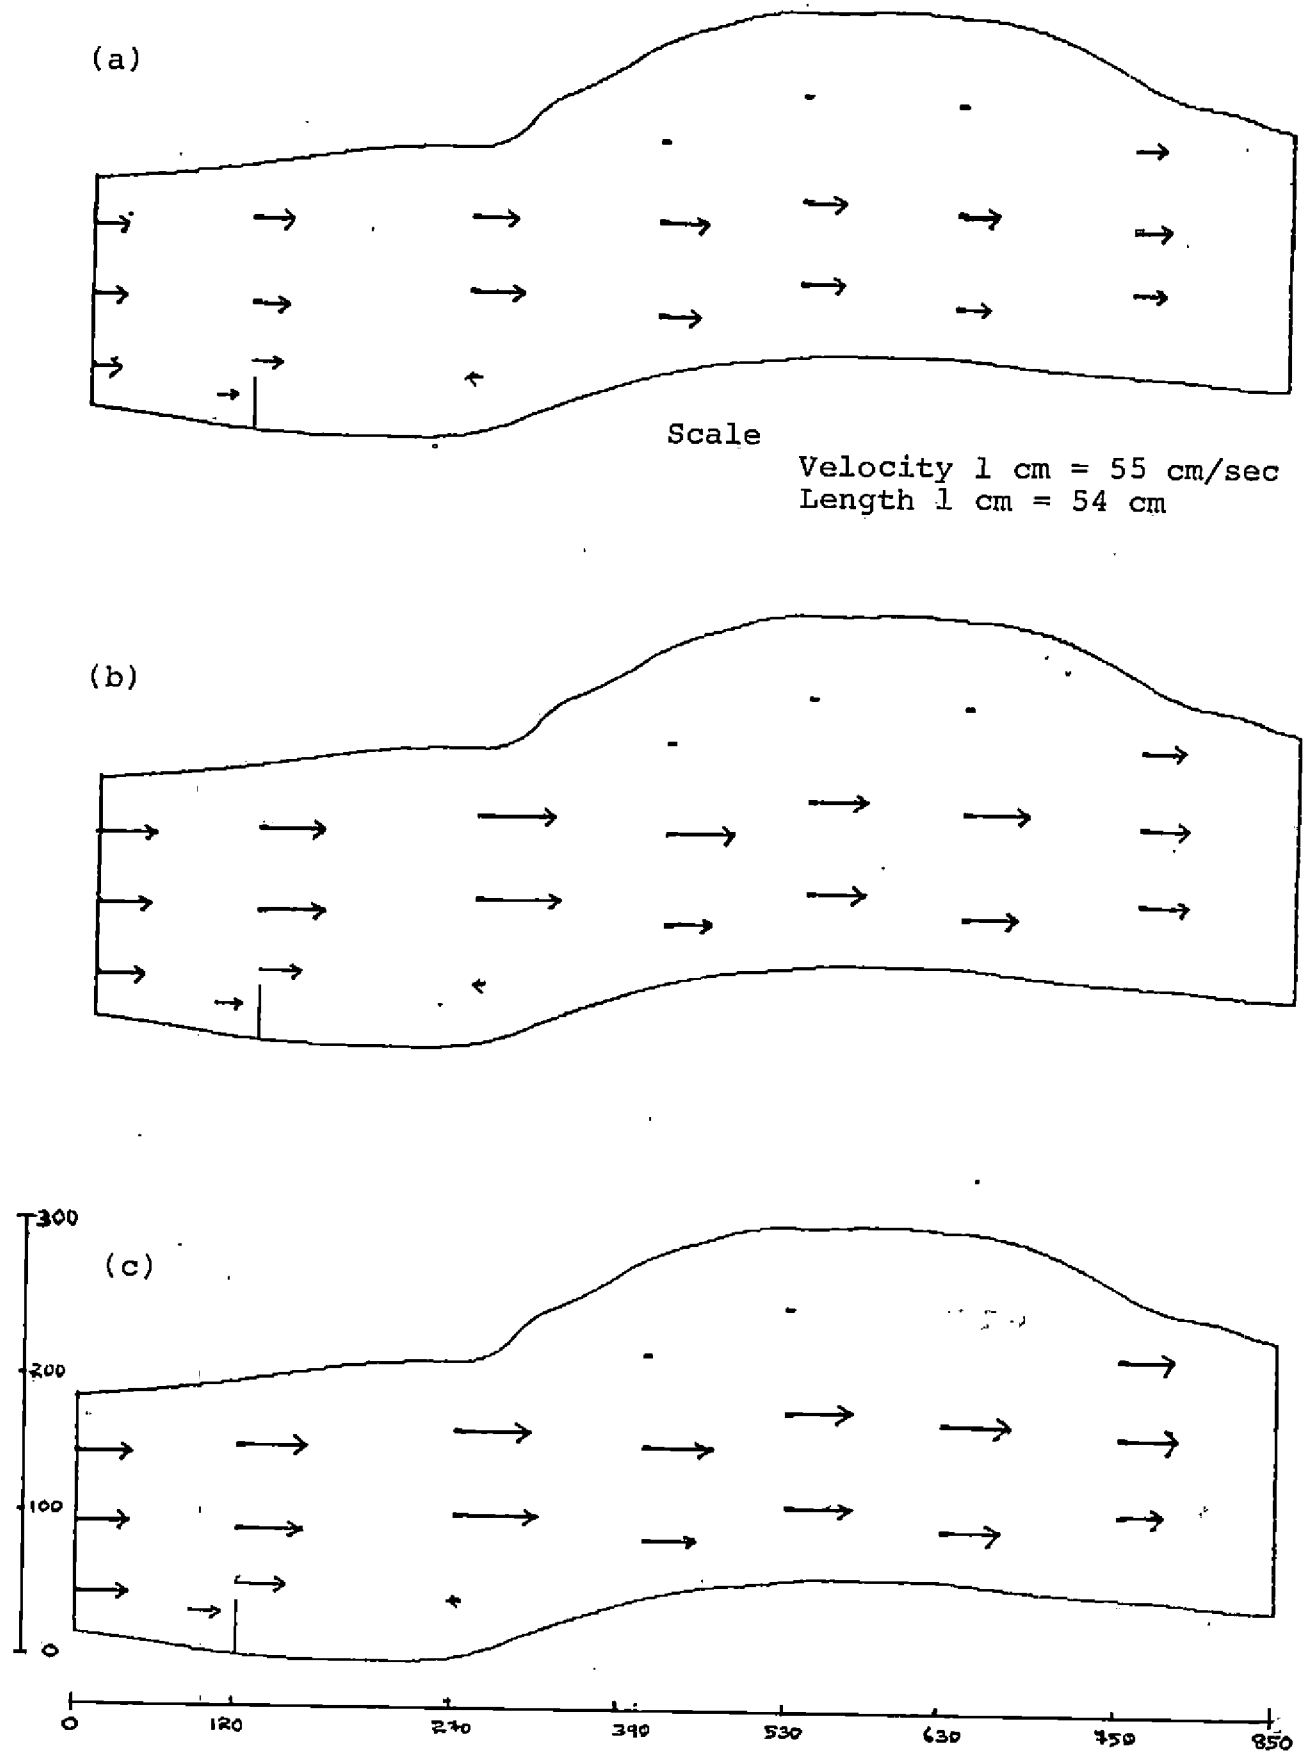 (a)
Scale
Velocity 1 cm = 55 cm/sec
Length 1 cm = 54 cm
(b)
300
(c)
200
100
0
0 120 270 390 530 630 750 850